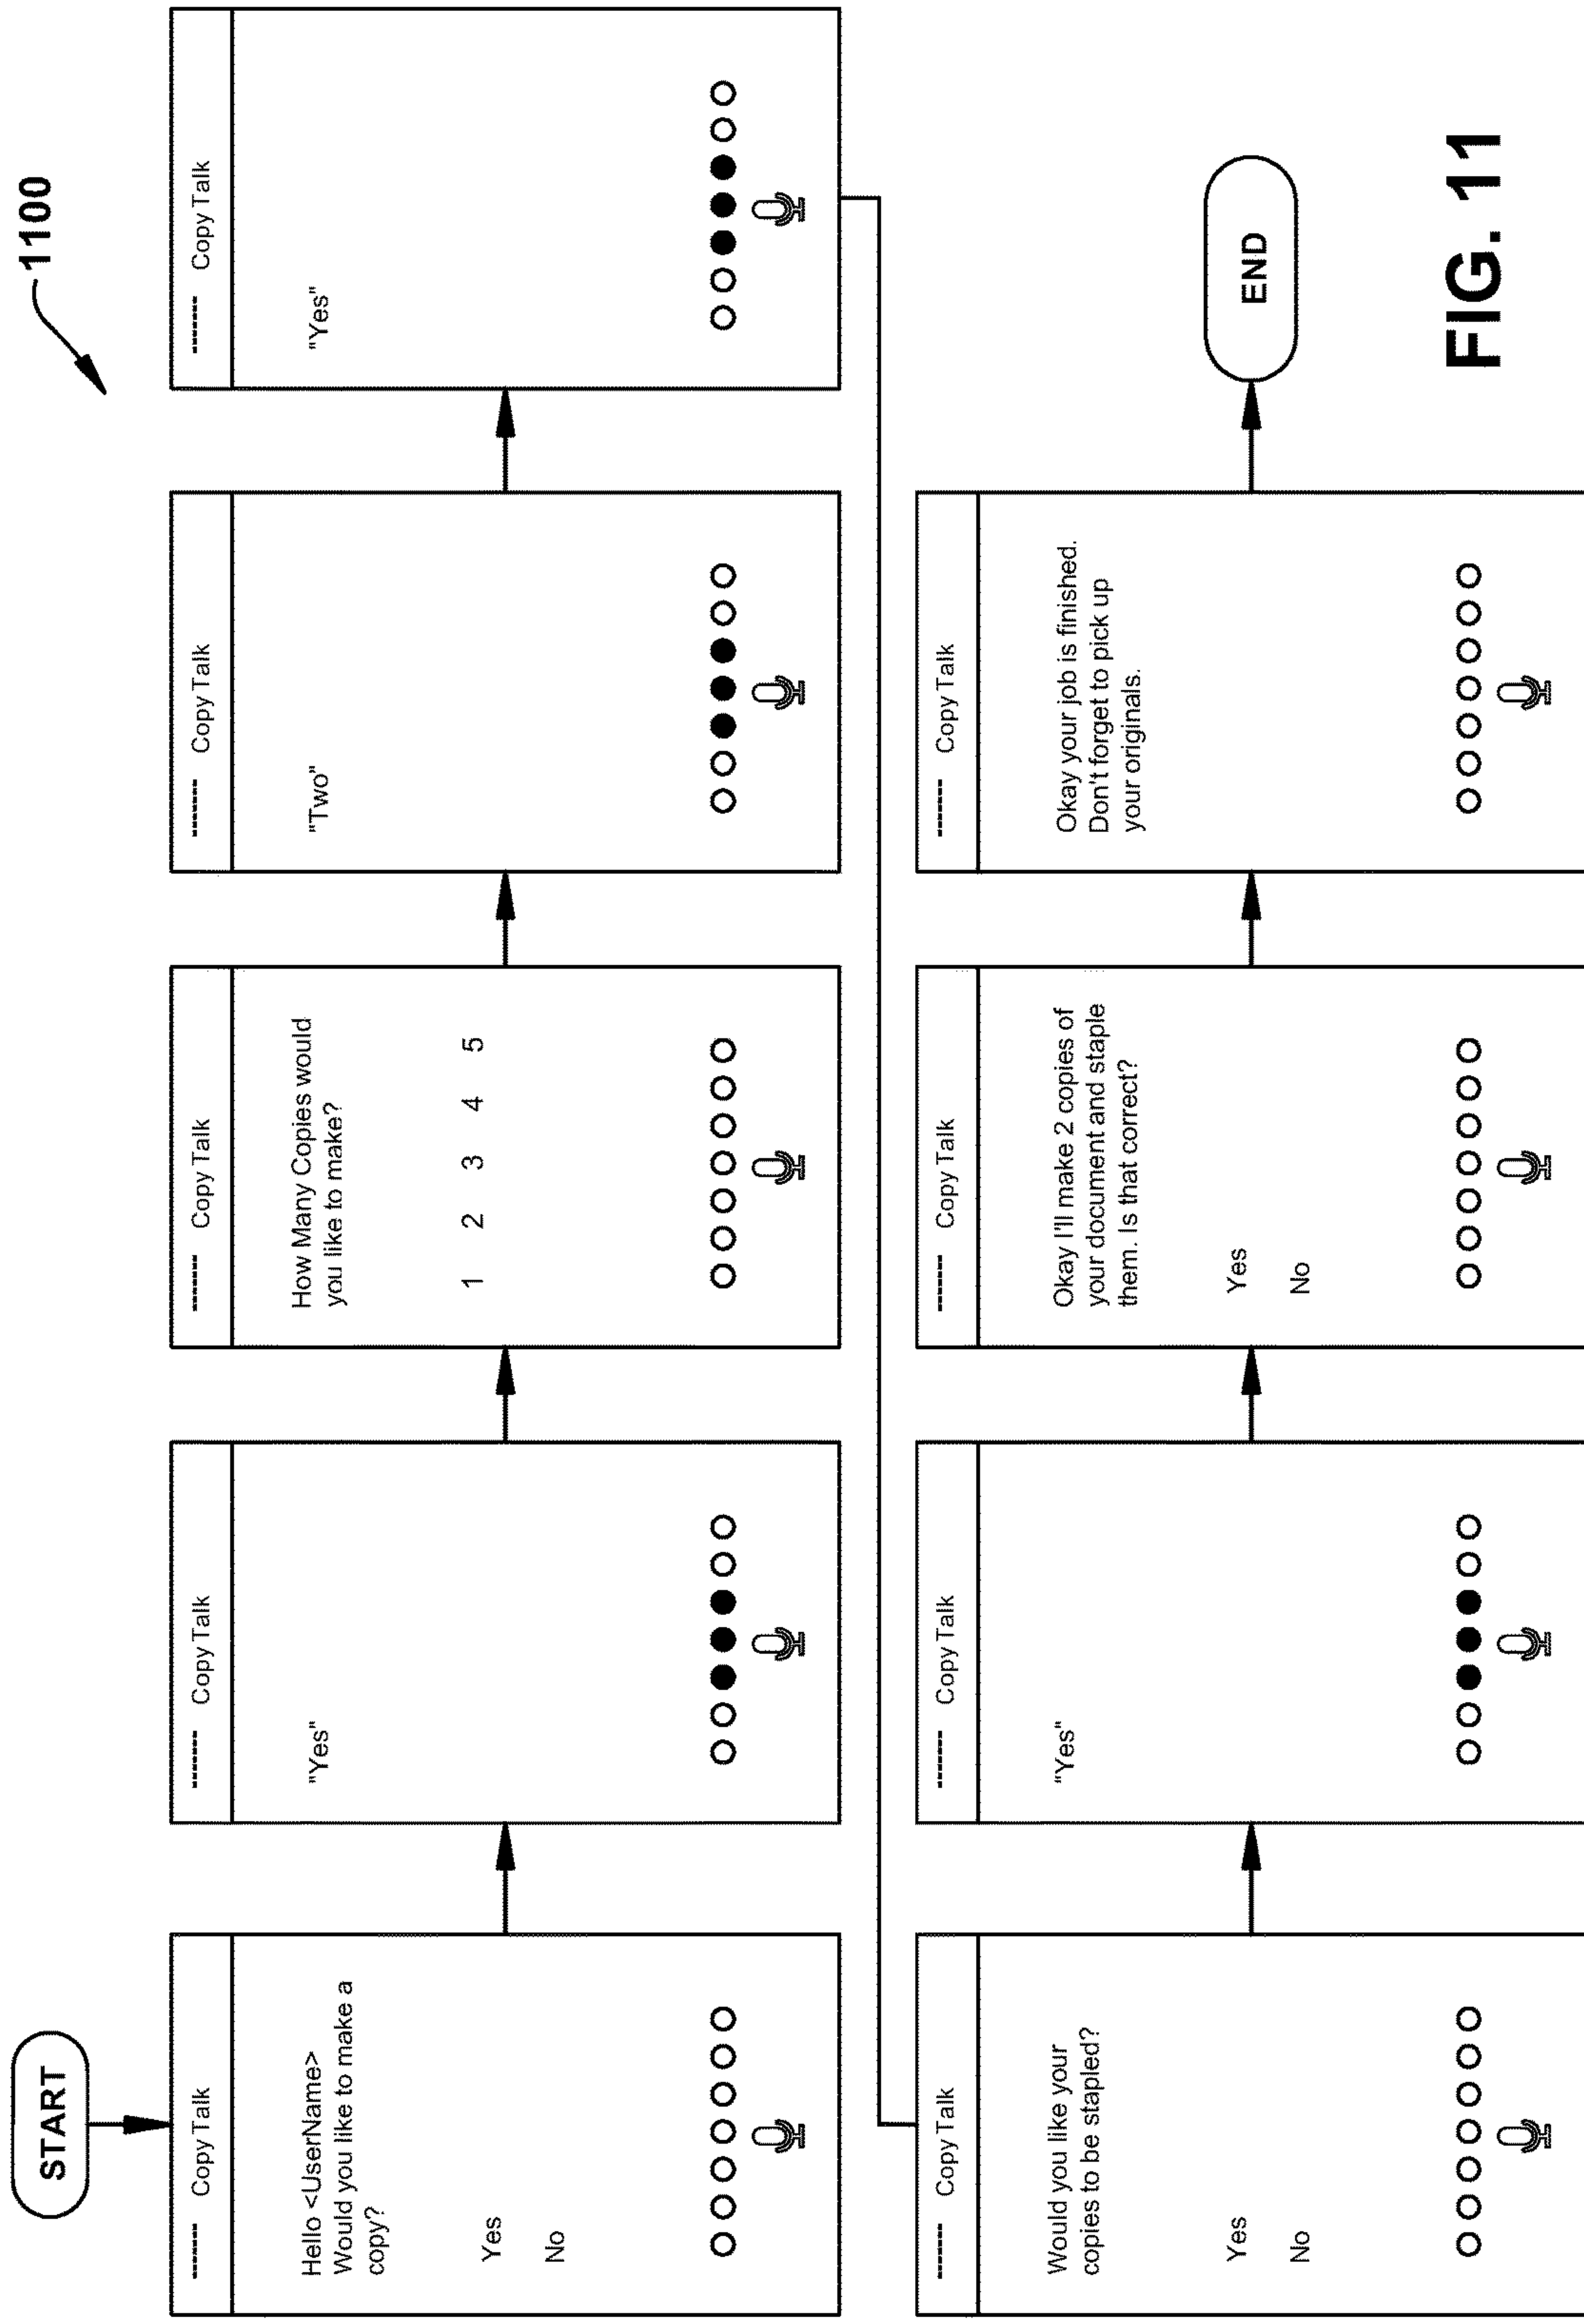 1100
START
------- Copy Talk
Hello <UserName>
Would you like to make a
copy?
Yes
No
------- Copy Talk
"Yes"
------- Copy Talk
How Many Copies would
you like to make?
1 2 3 4 5
------- Copy Talk
"Two"
------- Copy Talk
"Yes"
------- Copy Talk
Would you like your
copies to be stapled?
Yes
No
------- Copy Talk
"Yes"
------- Copy Talk
Okay I'll make 2 copies of
your document and staple
them. Is that correct?
Yes
No
------- Copy Talk
Okay your job is finished.
Don't forget to pick up
your originals.
END
FIG. 11